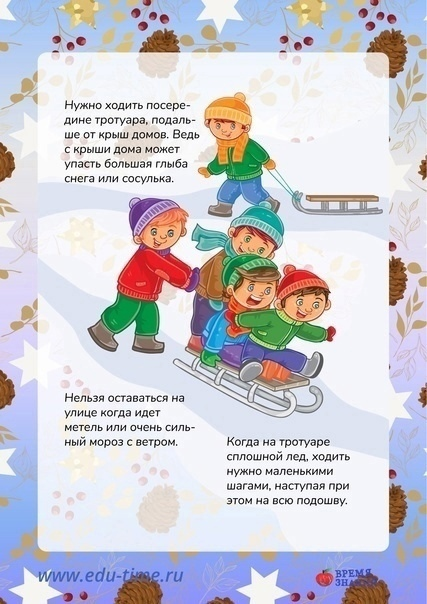 Нужно ходить посере-
дине тротуара, подаль-
ше от крыш домов. Ведь
с крыши дома может
упасть большая глыба
снега или сосулька.
Нельзя оставаться на
улице когда идет
метель или очень силь-
ный мороз с ветром.
Когда на тротуаре
сплошной лед, ходить
нужно маленькими
шагами, наступая при
этом на всю подошву.
www.edu-time.ru
ВРЕМЯ